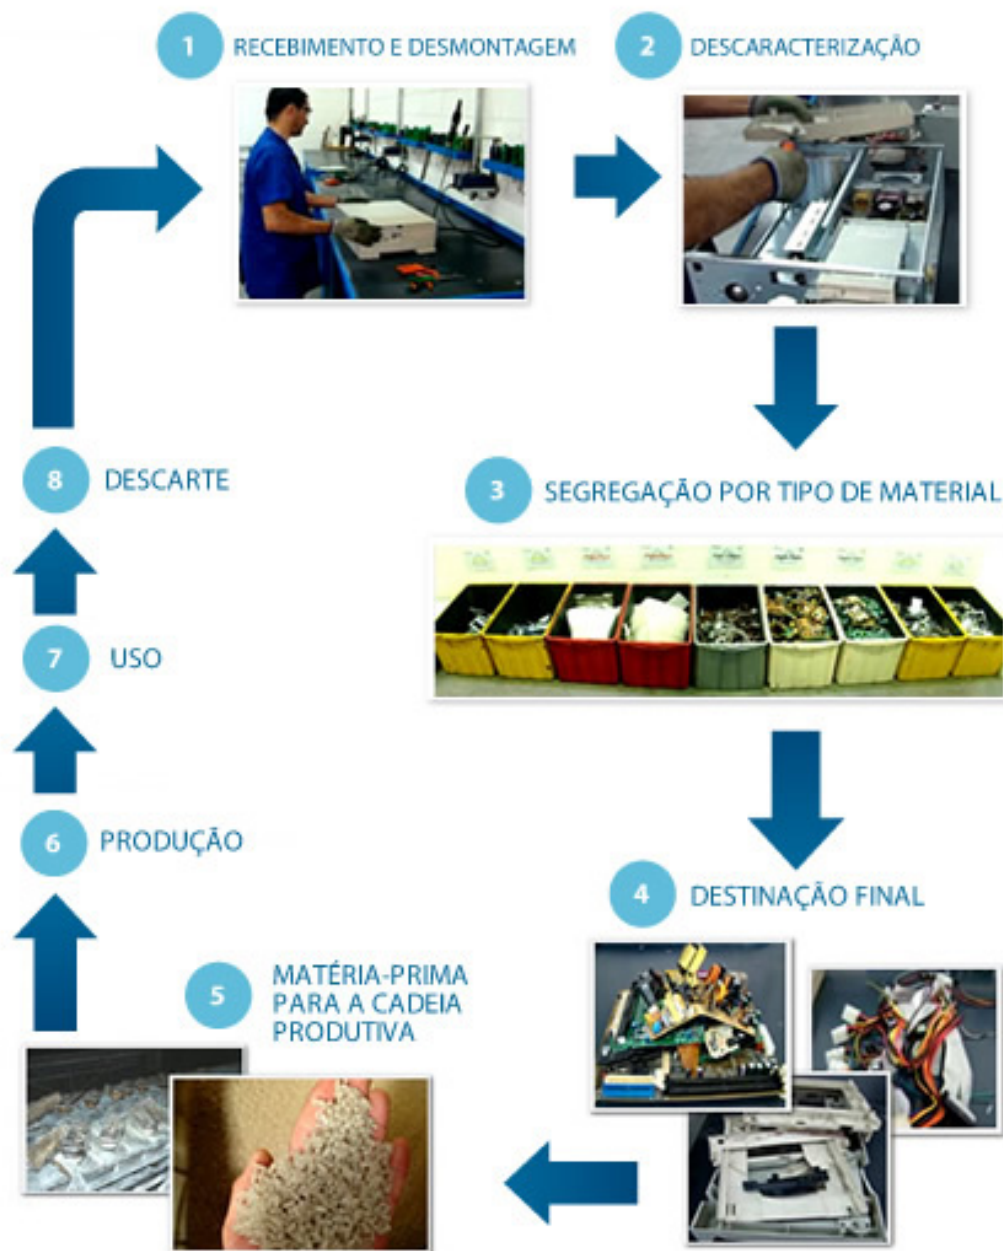 1 RECEBIMENTO E DESMONTAGEM
2 DESCARACTERIZAÇÃO
3 SEGREGAÇÃO POR TIPO DE MATERIAL
4 DESTINAÇÃO FINAL
5 MATÉRIA-PRIMA
PARA A CADEIA
PRODUTIVA
6 PRODUÇÃO
7 USO
8 DESCARTE